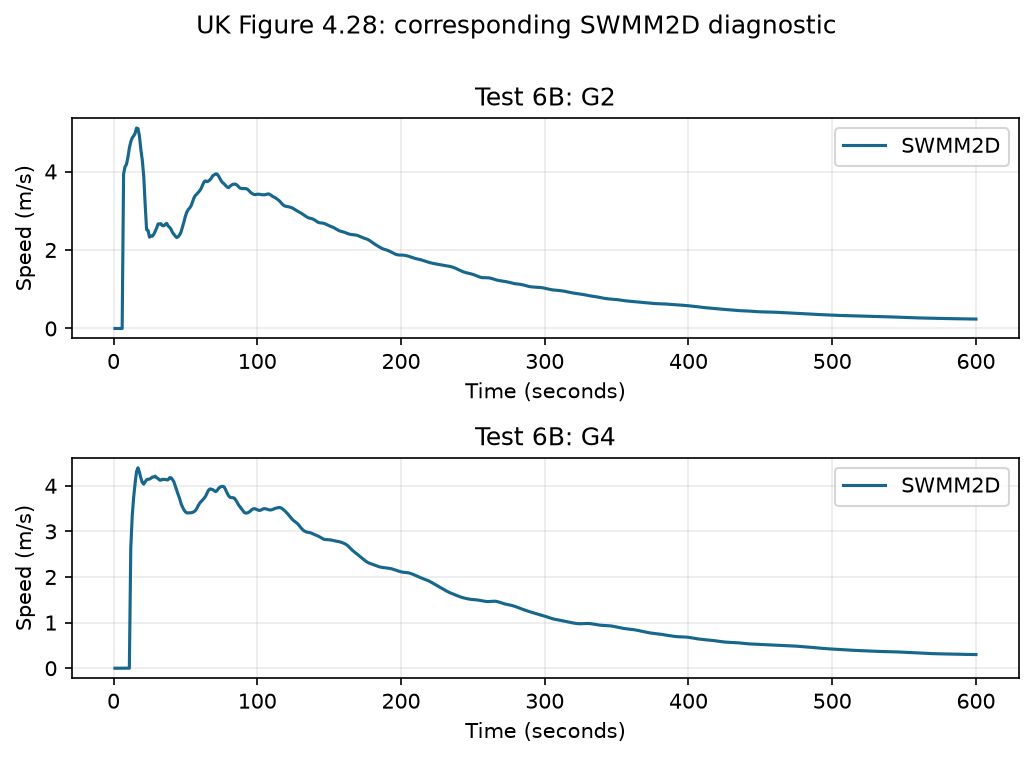 UK Figure 4.28: corresponding SWMM2D diagnostic
Test 6B: G2
SWMM2D
Speed (m/s)
4
2
0
0 100 200 300 400 500 600
Time (seconds)
Test 6B: G4
SWMM2D
Speed (m/s)
4
3
2
1
0
0 100 200 300 400 500 600
Time (seconds)